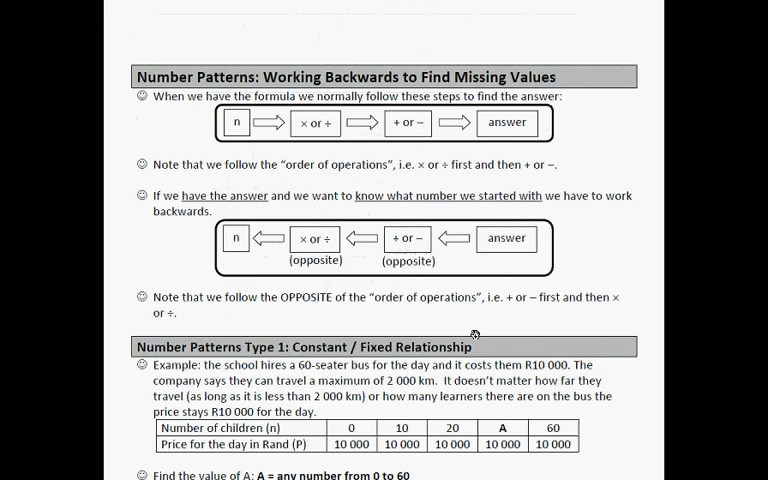 Number Patterns: Working Backwards to Find Missing Values
When we have the formula we normally follow these steps to find the answer:
n × or ÷ + or − answer
Note that we follow the “order of operations”, i.e. × or ÷ first and then + or −.
If we have the answer and we want to know what number we started with we have to work
backwards.
n × or ÷ + or − answer
(opposite) (opposite)
Note that we follow the OPPOSITE of the “order of operations”, i.e. + or − first and then ×
or ÷.
Number Patterns Type 1: Constant / Fixed Relationship
Example: the school hires a 60-seater bus for the day and it costs them R10 000. The
company says they can travel a maximum of 2 000 km. It doesn’t matter how far they
travel (as long as it is less than 2 000 km) or how many learners there are on the bus the
price stays R10 000 for the day.
Number of children (n) 0 10 20 A 60
Price for the day in Rand (P) 10 000 10 000 10 000 10 000 10 000
Find the value of A: A = any number from 0 to 60